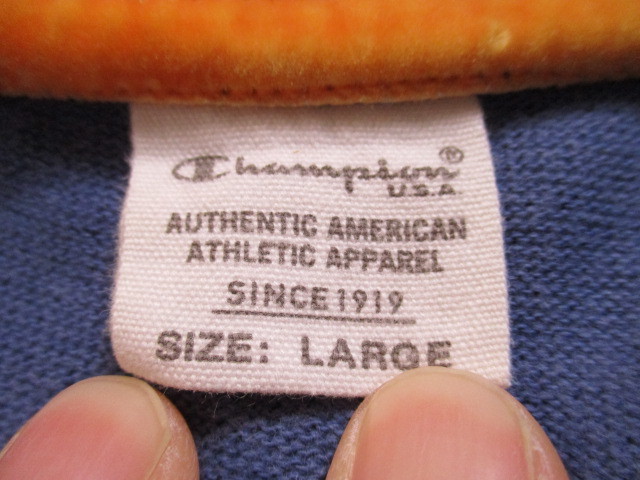 Champion®
U.S.A
AUTHENTIC AMERICAN
ATHLETIC APPAREL
SINCE 1919
SIZE: LARGE